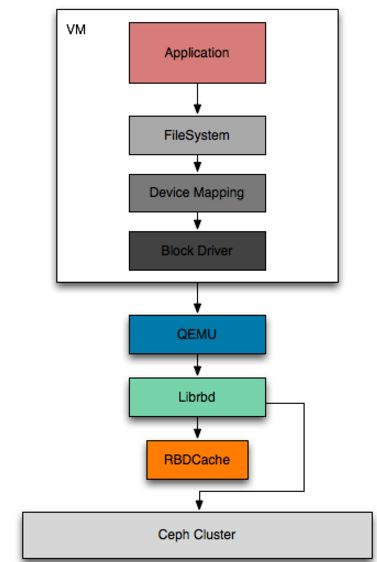 VM
Application
FileSystem
Device Mapping
Block Driver
QEMU
Librbd
RBDCache
Ceph Cluster